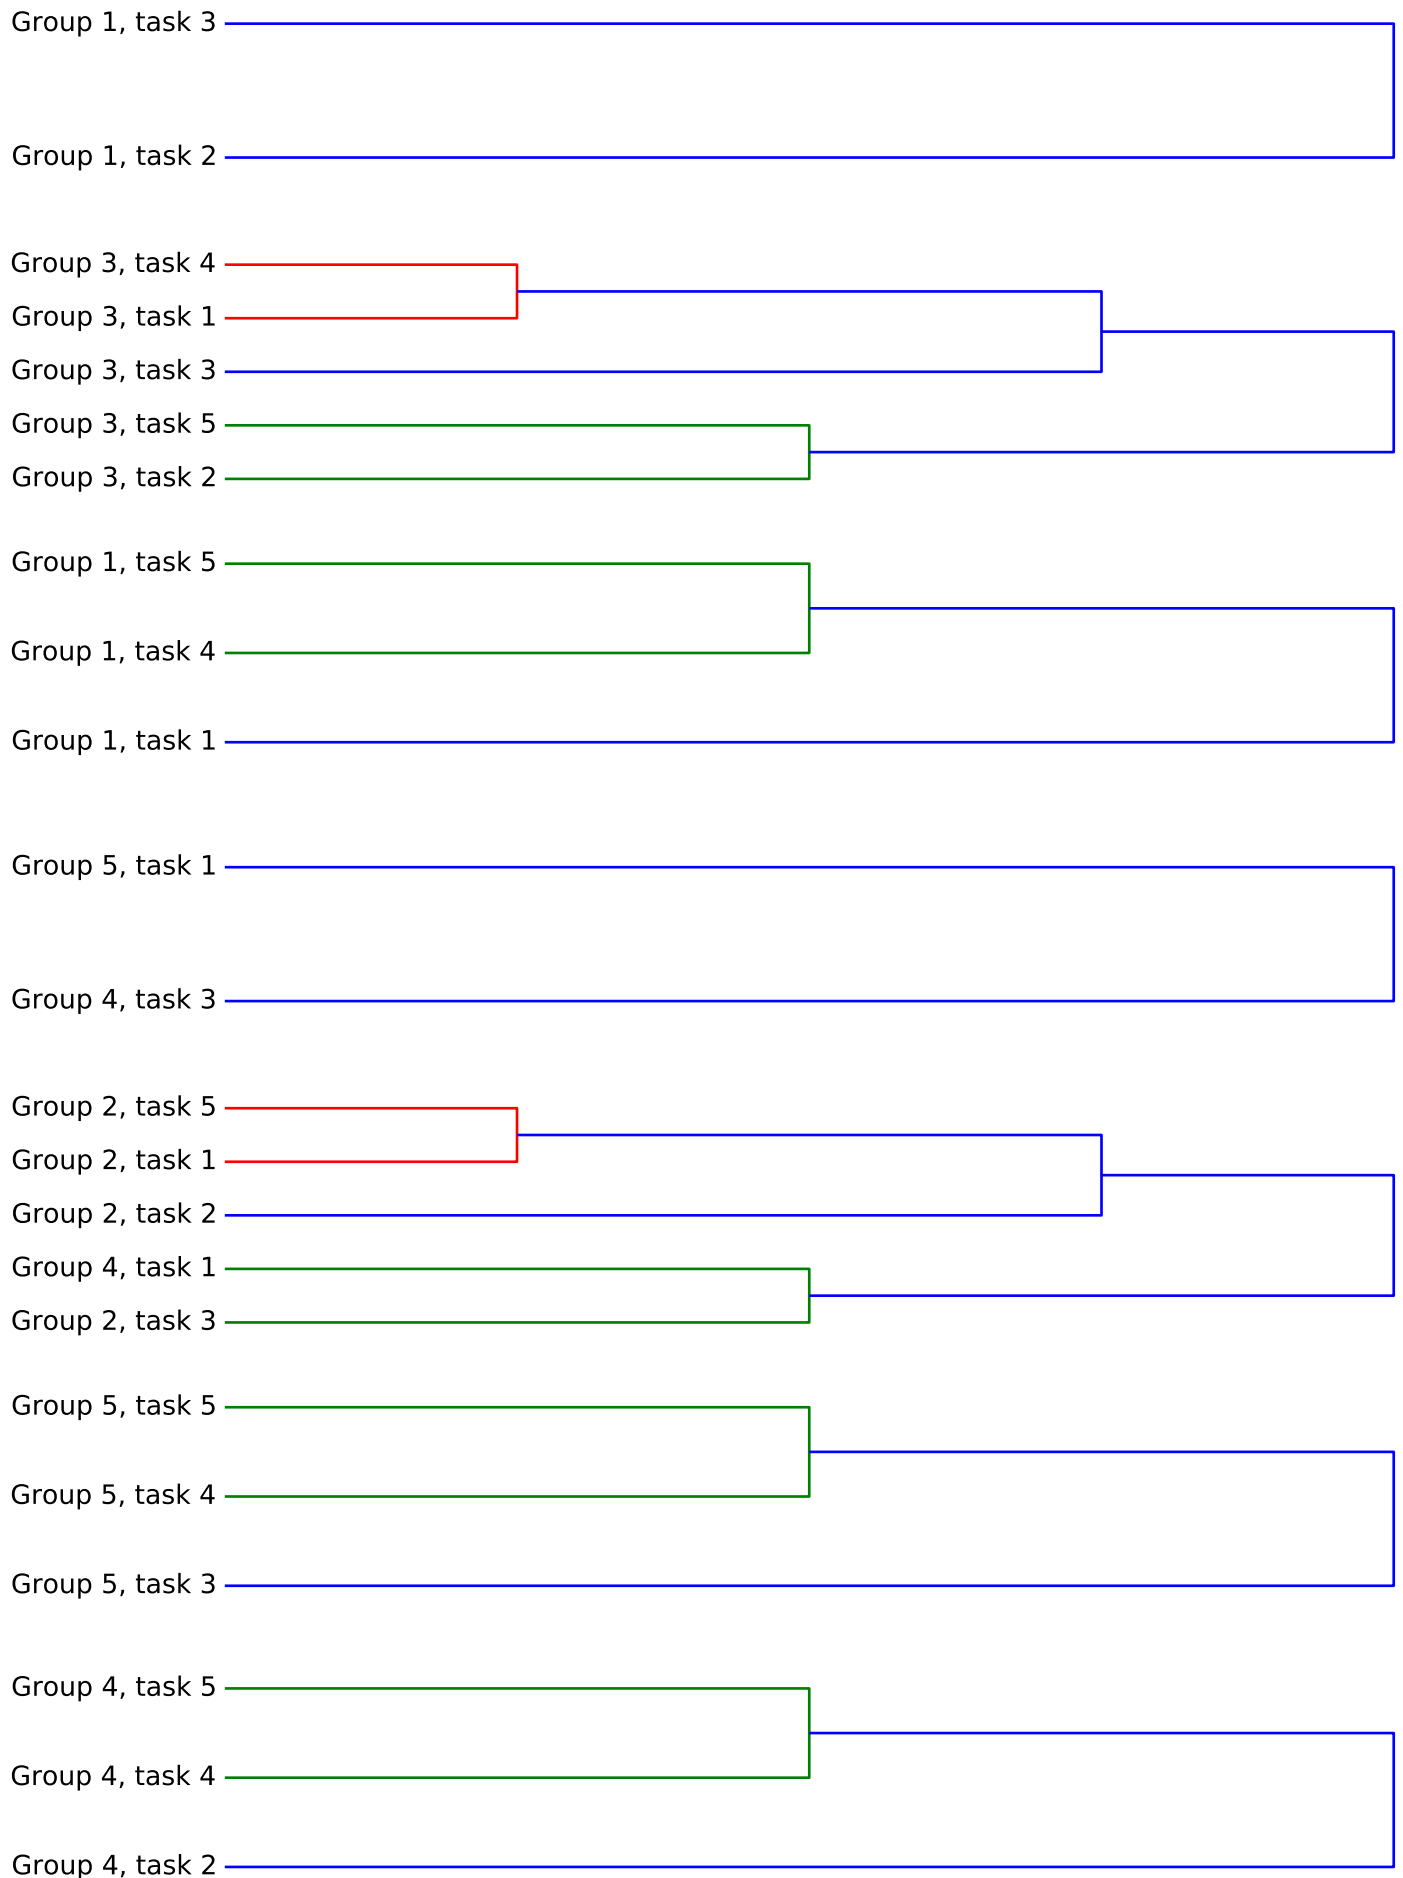 Group 1, task 3
Group 1, task 2
Group 3, task 4
Group 3, task 1
Group 3, task 3
Group 3, task 5
Group 3, task 2
Group 1, task 5
Group 1, task 4
Group 1, task 1
Group 5, task 1
Group 4, task 3
Group 2, task 5
Group 2, task 1
Group 2, task 2
Group 4, task 1
Group 2, task 3
Group 5, task 5
Group 5, task 4
Group 5, task 3
Group 4, task 5
Group 4, task 4
Group 4, task 2